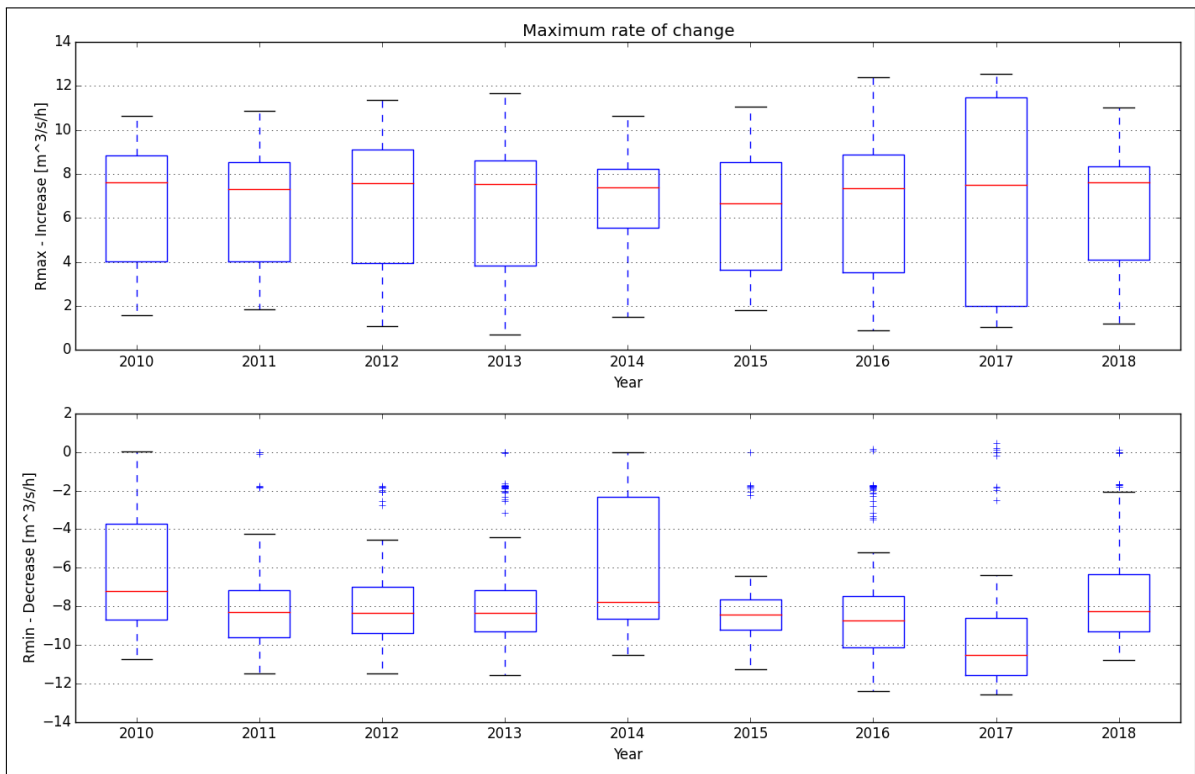 Maximum rate of change
Rmax - Increase [m^3/s/h]
14
12
10
8
6
4
2
0
2010 2011 2012 2013 2014 2015 2016 2017 2018
Year
Rmin - Decrease [m^3/s/h]
2
0
−2
−4
−6
−8
−10
−12
−14
2010 2011 2012 2013 2014 2015 2016 2017 2018
Year